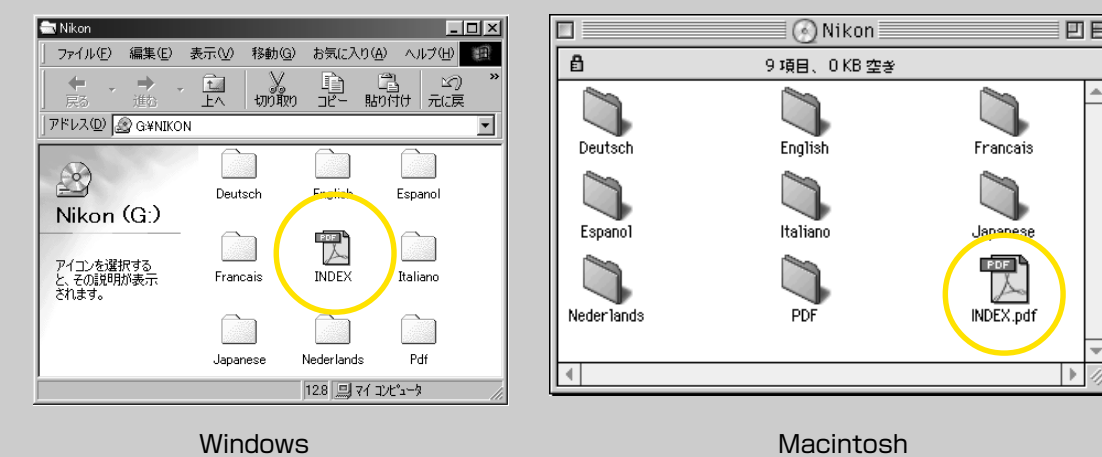 Nikon
ファイル(F) 編集(E) 表示(V) 移動(G) お気に入り(A) ヘルプ(H)
戻る 進む 上へ 切り取り コピー 貼り付け 元に戻 »
アドレス(D) G:¥NIKON
Nikon (G:)
アイコンを選択する
と、その説明が表示
されます。
Deutsch English Espanol
Francais INDEX Italiano
Japanese Nederlands Pdf
PDF
128 マイ コンピュータ
Windows
Nikon
9 項目、 0 KB 空き
Deutsch English Francais
Espanol Italiano Japanese
PDF
Nederlands PDF INDEX.pdf
Macintosh